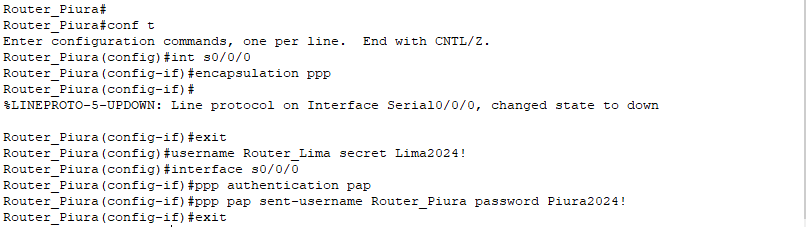 Router_Piura#
Router_Piura#conf t
Enter configuration commands, one per line.  End with CNTL/Z.
Router_Piura(config)#int s0/0/0
Router_Piura(config-if)#encapsulation ppp
Router_Piura(config-if)#
%LINEPROTO-5-UPDOWN: Line protocol on Interface Serial0/0/0, changed state to down
Router_Piura(config-if)#exit
Router_Piura(config)#username Router_Lima secret Lima2024!
Router_Piura(config)#interface s0/0/0
Router_Piura(config-if)#ppp authentication pap
Router_Piura(config-if)#ppp pap sent-username Router_Piura password Piura2024!
Router_Piura(config-if)#exit